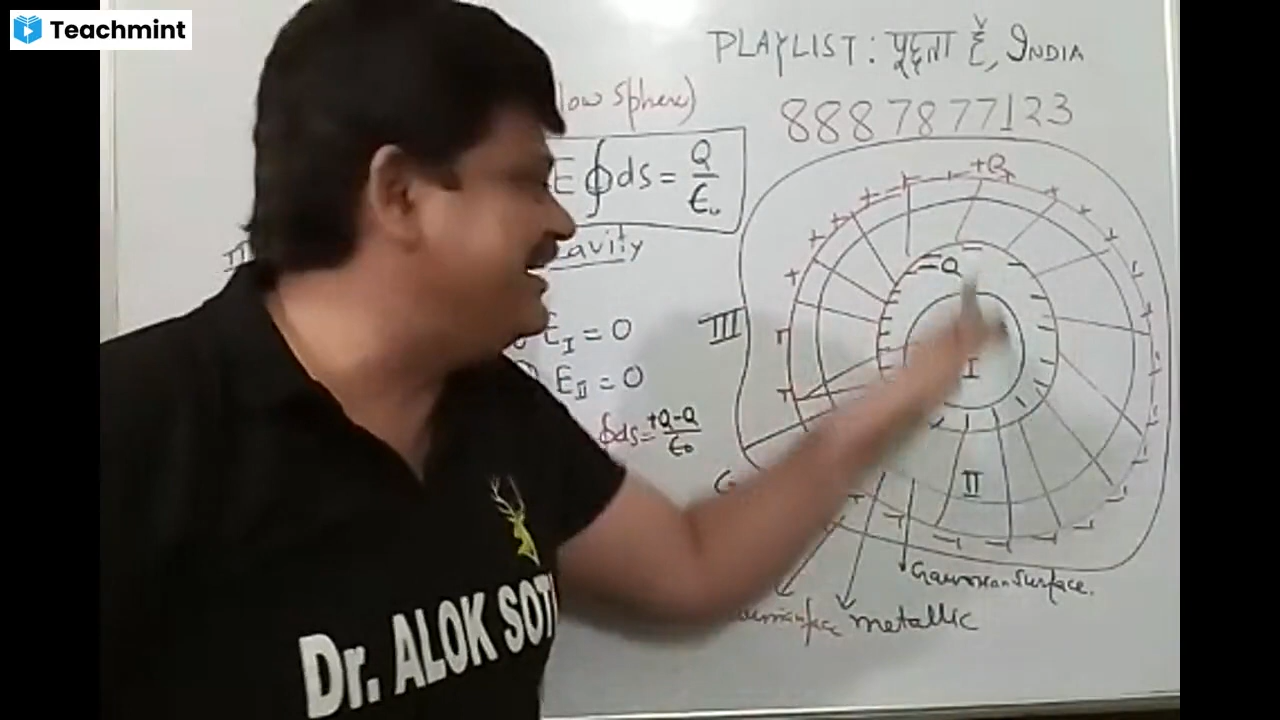 Teachmint
PLAYLIST: पूछता है, INDIA
8887877123
low Sphere)
E∮ds = Q/ε₀
avity
E_I = 0
E_II = 0
∮ds = +Q-Q/ε₀
+Q
-Q
III
I
II
Gaussian Surface.
metallic
Dr. ALOK SOTI